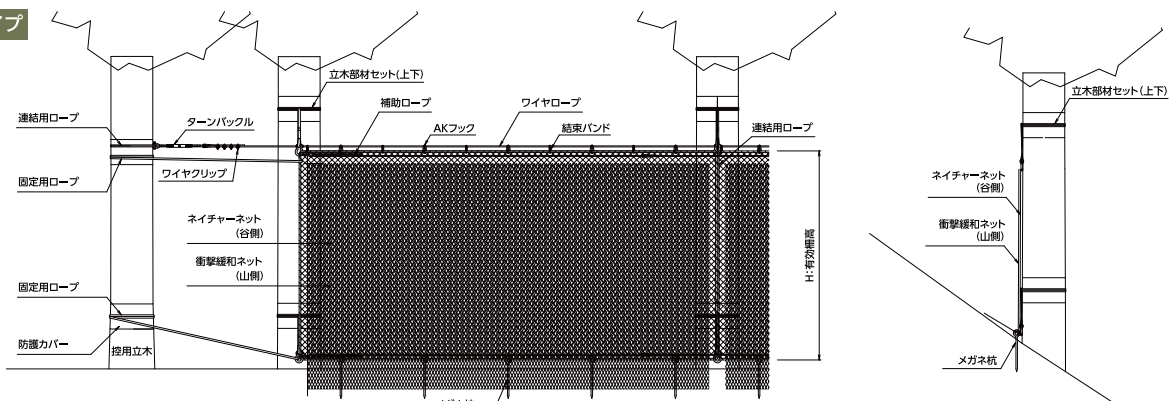 プ
立木部材セット(上下)
補助ロープ
ワイヤロープ
連結用ロープ
ターンバックル
AKフック
結束バンド
連結用ロープ
ワイヤクリップ
固定用ロープ
ネイチャーネット
(谷側)
衝撃緩和ネット
(山側)
H:有効柵高
固定用ロープ
防護カバー
控用立木
立木部材セット(上下)
ネイチャーネット
(谷側)
衝撃緩和ネット
(山側)
メガネ杭